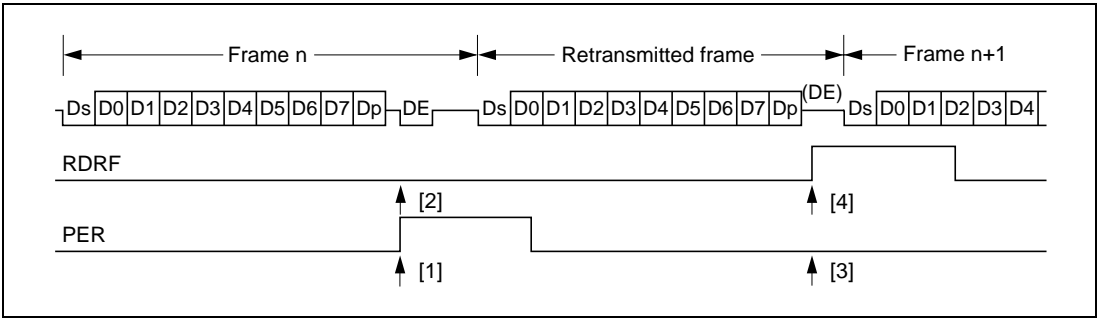 Frame n Retransmitted frame Frame n+1
Ds D0 D1 D2 D3 D4 D5 D6 D7 Dp DE Ds D0 D1 D2 D3 D4 D5 D6 D7 Dp (DE) Ds D0 D1 D2 D3 D4
RDRF
[2] [4]
PER
[1] [3]